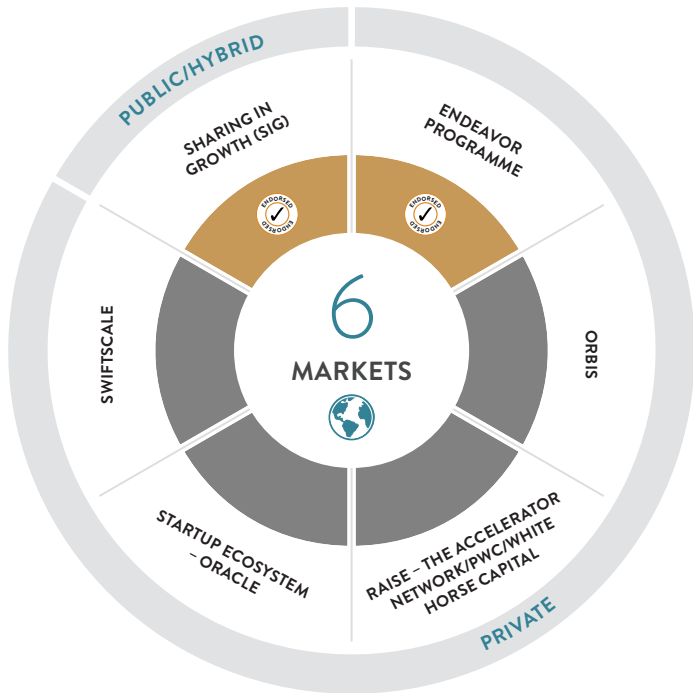 PUBLIC/HYBRID
SHARING IN
GROWTH (SIG)
ENDEAVOR
PROGRAMME
ENDORSED
ENDORSED
ENDORSED
ENDORSED
SWIFTSCALE
6
MARKETS
ORBIS
STARTUP ECOSYSTEM
– ORACLE
RAISE – THE ACCELERATOR
NETWORK/PWC/WHITE
HORSE CAPITAL
PRIVATE